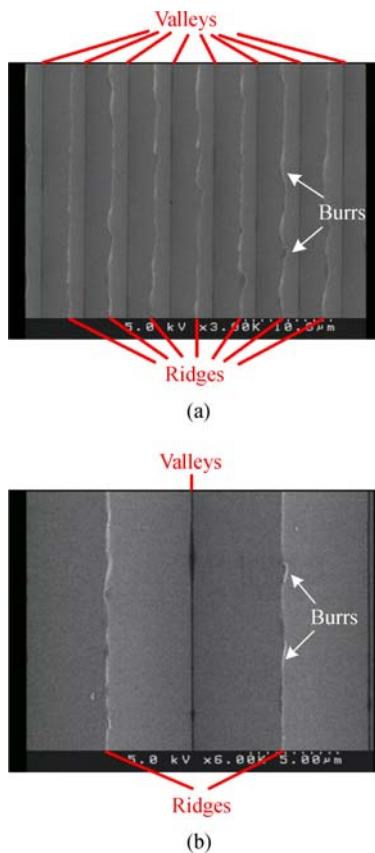 Valleys
Burrs
5.0 kV x3.00K 10.0μm
Ridges
(a)
Valleys
Burrs
5.0 kV x6.00K 5.00μm
Ridges
(b)